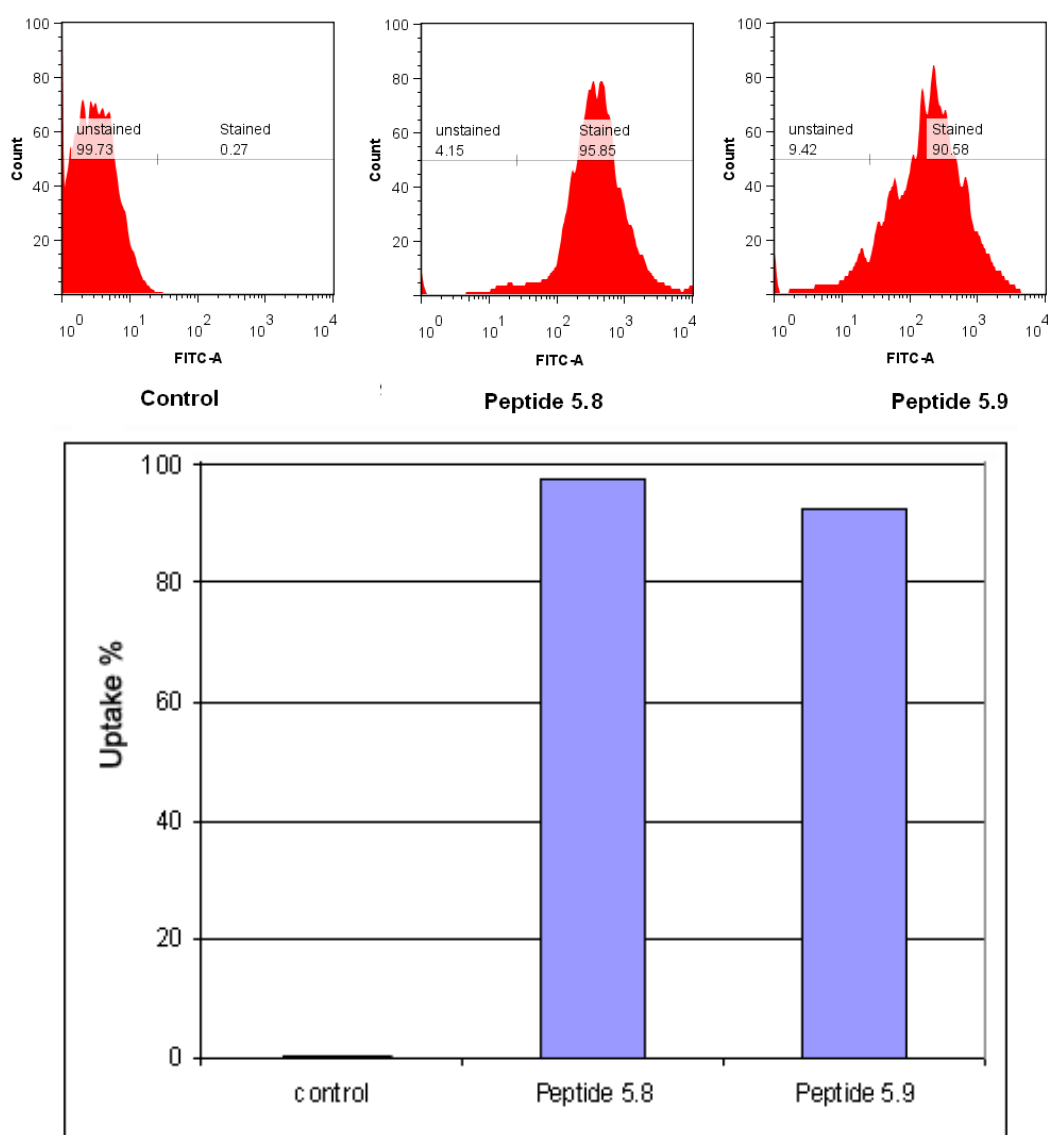 100
80
60
40
20
Count
unstained
99.73
Stained
0.27
10^0 10^1 10^2 10^3 10^4
FITC-A
Control
100
80
60
40
20
Count
unstained
4.15
Stained
95.85
10^0 10^1 10^2 10^3 10^4
FITC-A
Peptide 5.8
100
80
60
40
20
Count
unstained
9.42
Stained
90.58
10^0 10^1 10^2 10^3 10^4
FITC-A
Peptide 5.9
Uptake %
100
80
60
40
20
0
control Peptide 5.8 Peptide 5.9